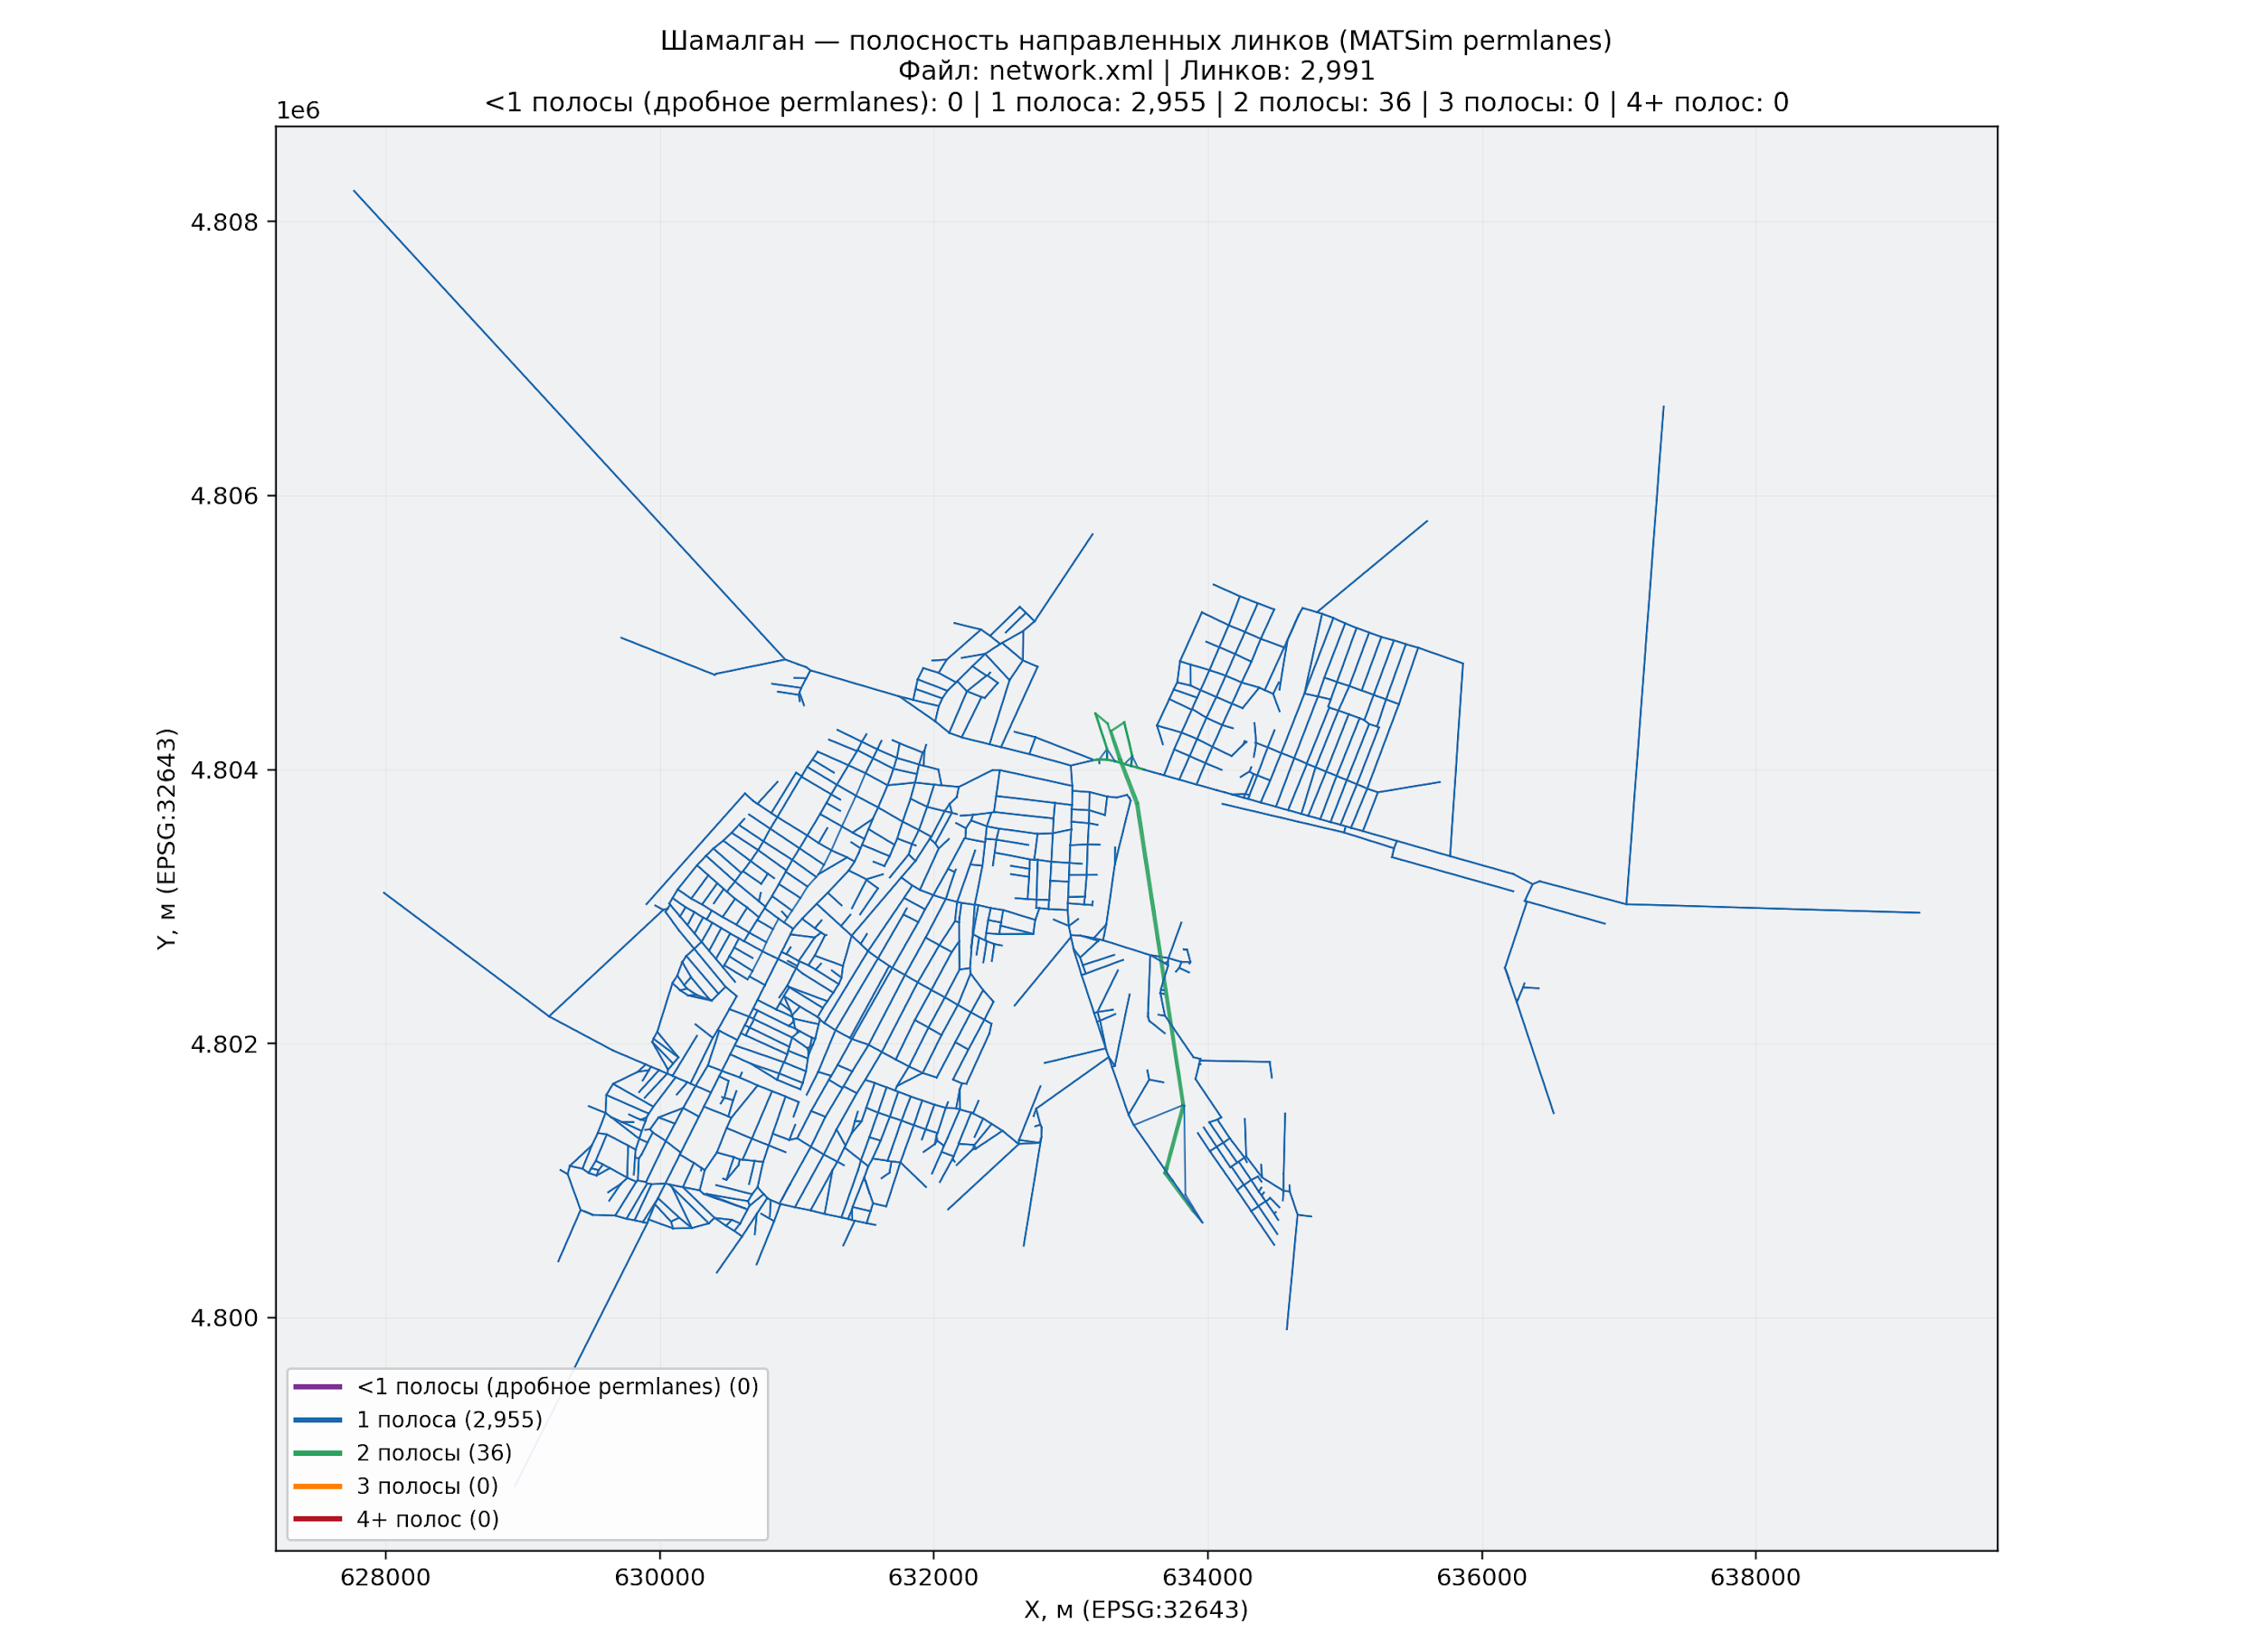 Шамалган — полосность направленных линков (MATSim permlanes)
Файл: network.xml | Линков: 2,991
<1 полосы (дробное permlanes): 0 | 1 полоса: 2,955 | 2 полосы: 36 | 3 полосы: 0 | 4+ полос: 0
1e6
4.808
4.806
4.804
4.802
4.800
Y, м (EPSG:32643)
<1 полосы (дробное permlanes) (0)
1 полоса (2,955)
2 полосы (36)
3 полосы (0)
4+ полос (0)
628000 630000 632000 634000 636000 638000
X, м (EPSG:32643)